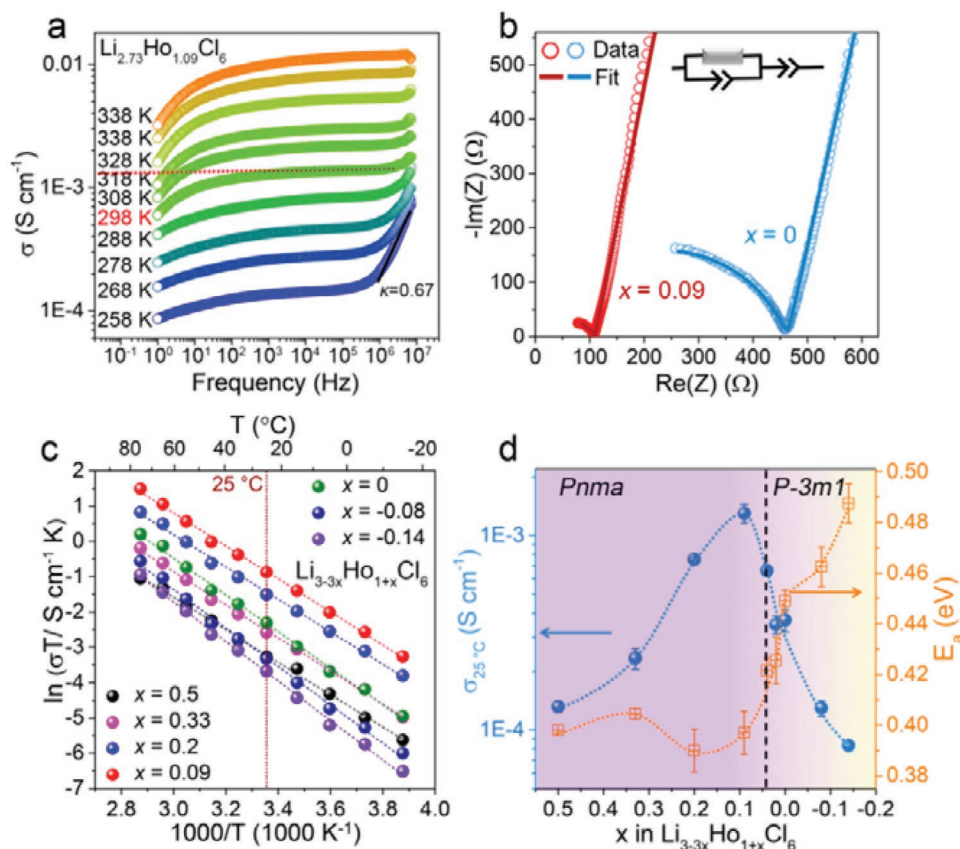 a
Li2.73Ho1.09Cl6
0.01
1E-3
1E-4
σ (S cm-1)
338 K
338 K
328 K
318 K
308 K
298 K
288 K
278 K
268 K
258 K
κ=0.67
10-1 100 101 102 103 104 105 106 107
Frequency (Hz)
b
Data
Fit
500
400
300
200
100
0
-Im(Z) (Ω)
x = 0
x = 0.09
0 100 200 300 400 500 600
Re(Z) (Ω)
c
T (°C)
80 60 40 20 0 -20
25 °C
x = 0
x = -0.08
x = -0.14
Li3-3xHo1+xCl6
2
1
0
-1
-2
-3
-4
-5
-6
-7
ln (σT/ S cm-1 K)
x = 0.5
x = 0.33
x = 0.2
x = 0.09
2.8 3.0 3.2 3.4 3.6 3.8 4.0
1000/T (1000 K-1)
d
Pnma
P-3m1
1E-3
1E-4
σ25 °C (S cm-1)
0.50
0.48
0.46
0.44
0.42
0.40
0.38
Ea (eV)
0.5 0.4 0.3 0.2 0.1 0.0 -0.1 -0.2
x in Li3-3xHo1+xCl6